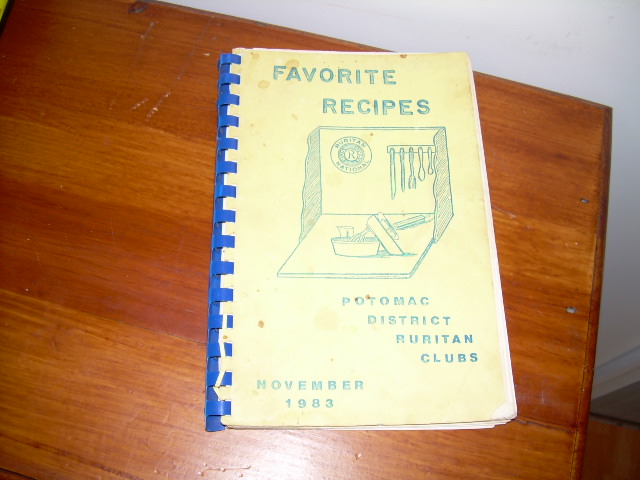 FAVORITE
RECIPES
RURITAN
R
NATIONAL
POTOMAC
DISTRICT
RURITAN
CLUBS
NOVEMBER
1983